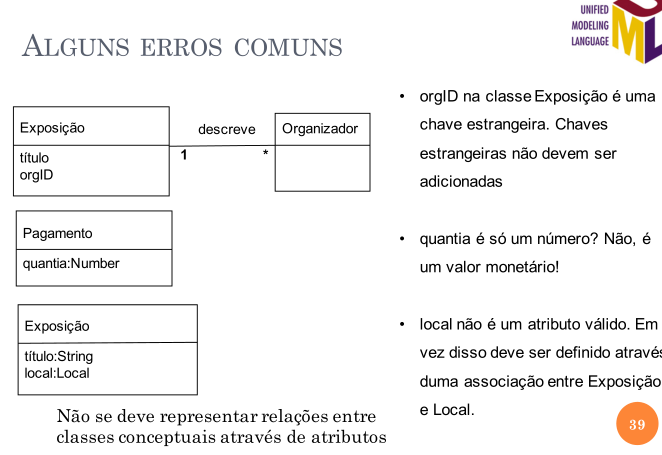 UNIFIED
MODELING
LANGUAGE
ALGUNS ERROS COMUNS
Exposição
título
orgID
descreve
1
*
Organizador
Pagamento
quantia:Number
Exposição
título:String
local:Local
Não se deve representar relações entre
classes conceptuais através de atributos
• orgID na classe Exposição é uma
chave estrangeira. Chaves
estrangeiras não devem ser
adicionadas
• quantia é só um número? Não, é
um valor monetário!
• local não é um atributo válido. Em
vez disso deve ser definido através
duma associação entre Exposição
e Local.
39